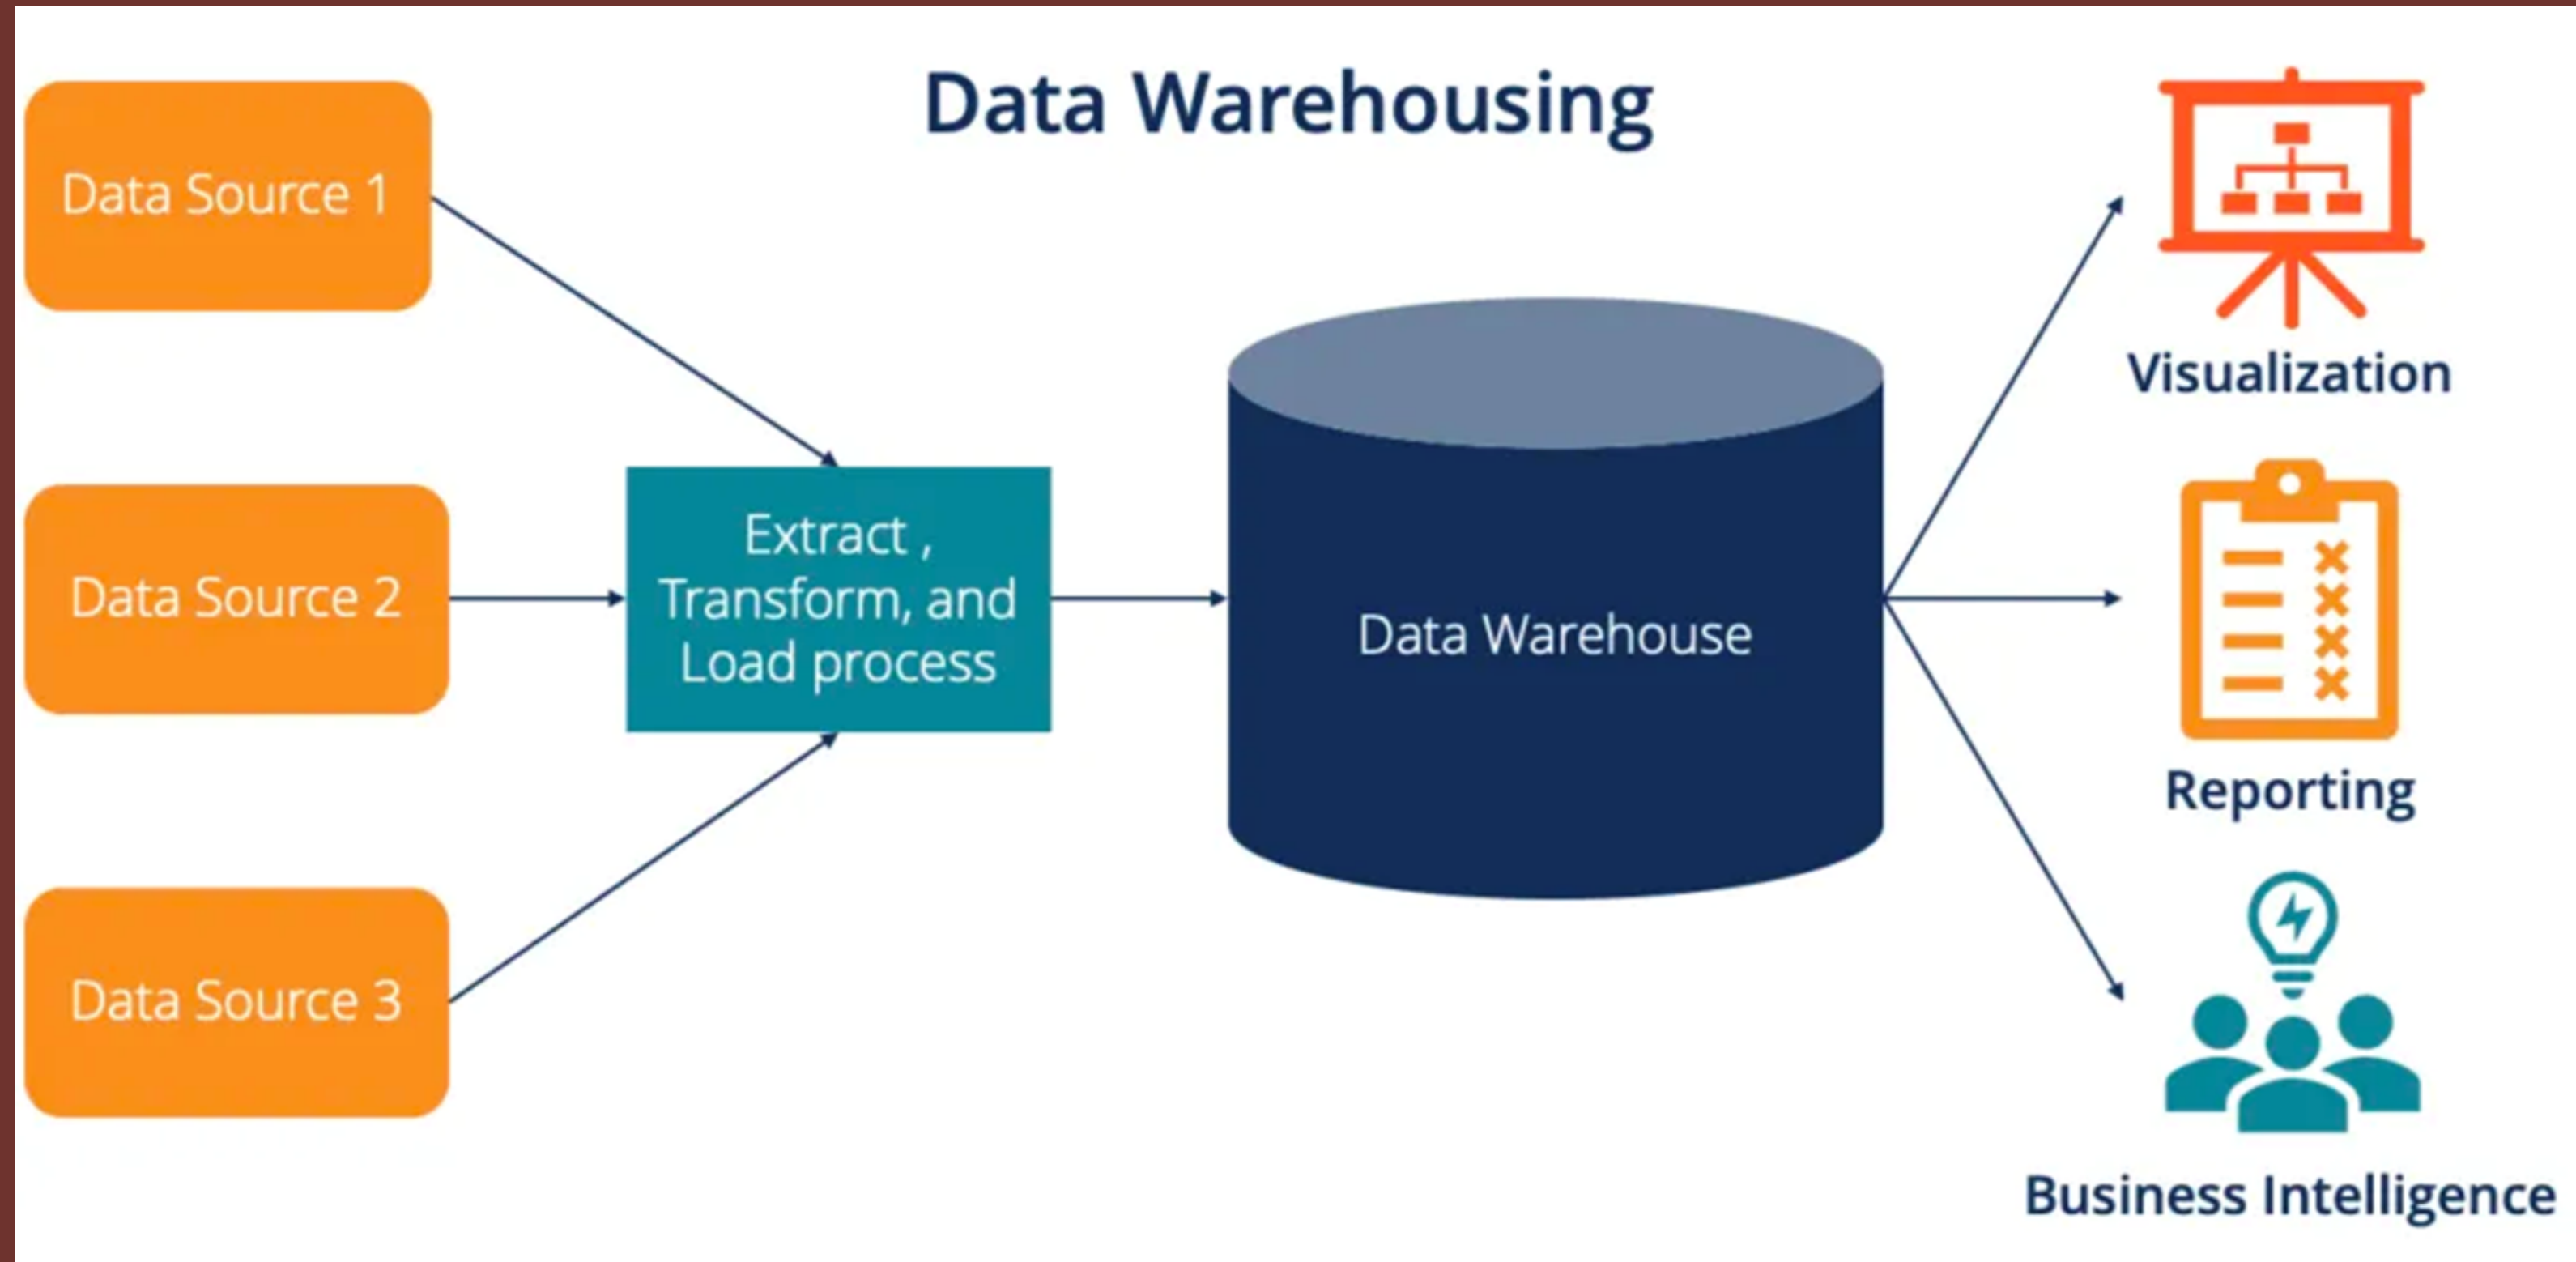 Data Warehousing
Data Source 1
Data Source 2
Data Source 3
Extract ,
Transform, and
Load process
Data Warehouse
Visualization
Reporting
Business Intelligence